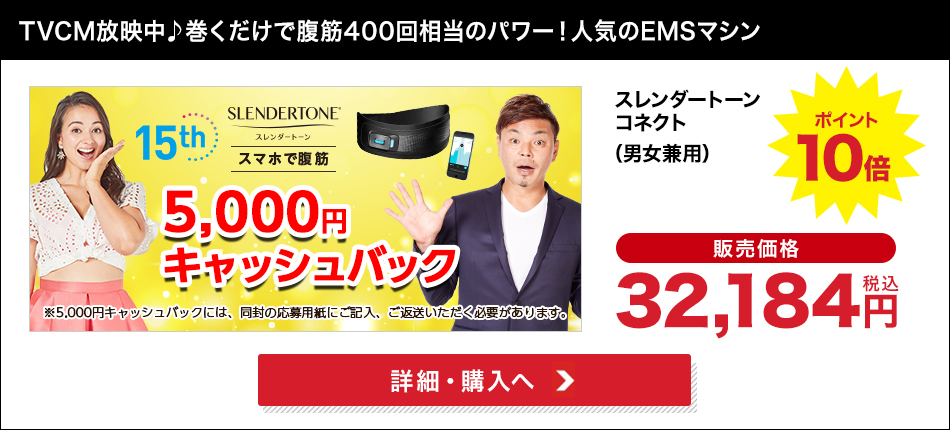 TVCM放映中♪巻くだけで腹筋400回相当のパワー！人気のEMSマシン
15th
SLENDERTONE®
スレンダートーン
スマホで腹筋
5,000円
キャッシュバック
※5,000円キャッシュバックには、同封の応募用紙にご記入、ご返送いただく必要があります。
スレンダートーン
コネクト
(男女兼用)
ポイント
10倍
販売価格
32,184円 税込
詳細・購入へ